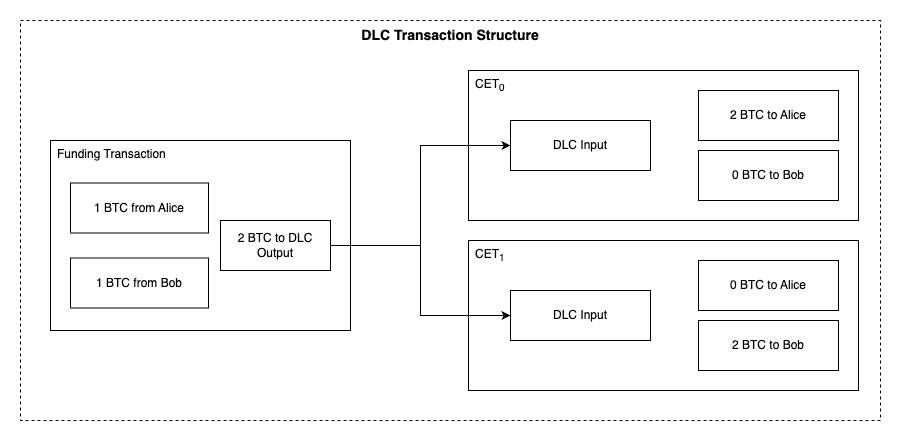 DLC Transaction Structure
Funding Transaction
1 BTC from Alice
1 BTC from Bob
2 BTC to DLC
Output
CET₀
DLC Input
2 BTC to Alice
0 BTC to Bob
CET₁
DLC Input
0 BTC to Alice
2 BTC to Bob